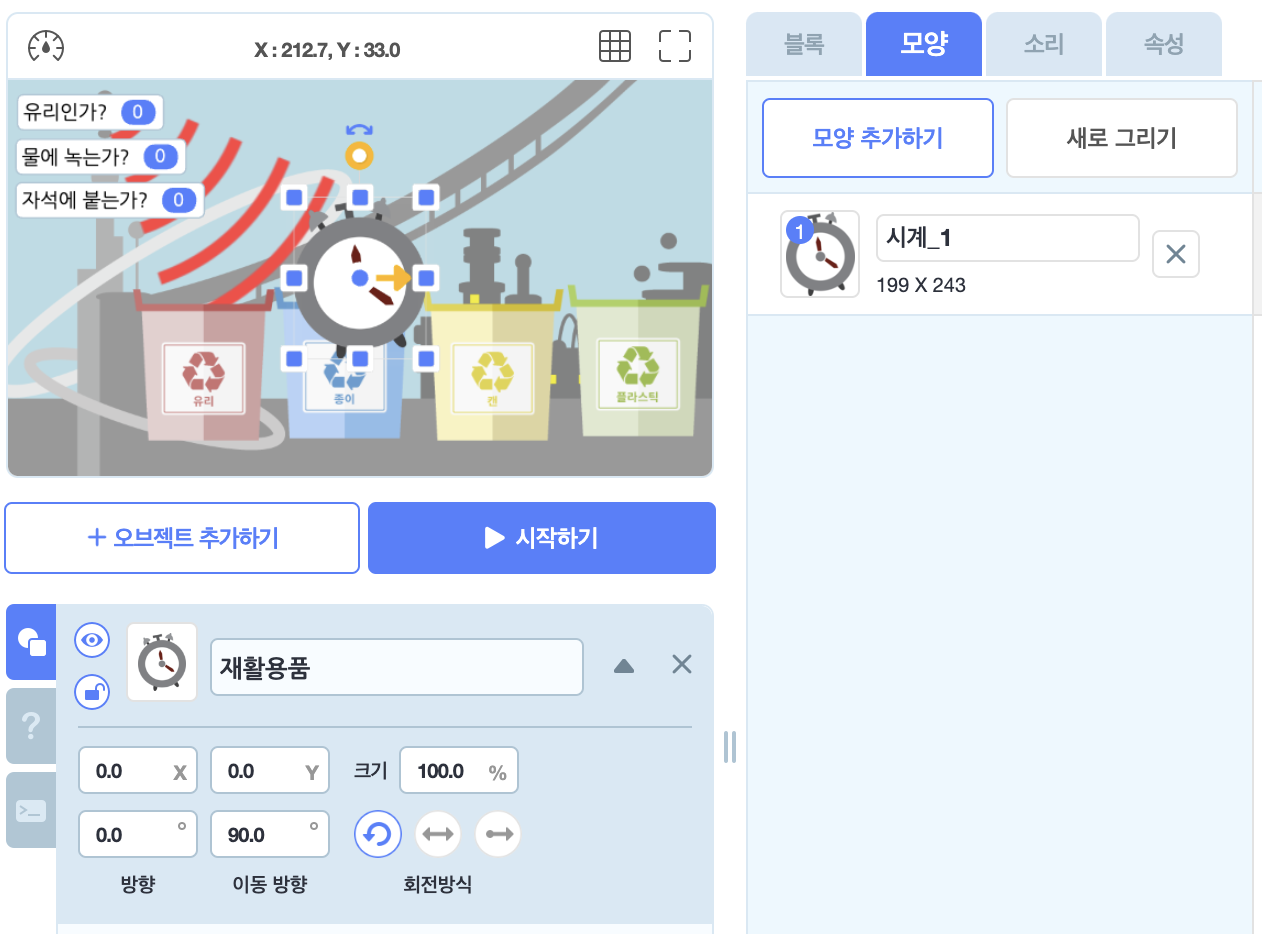 X : 212.7, Y : 33.0
유리인가? 0
물에 녹는가? 0
자석에 붙는가? 0
유리
종이
캔
플라스틱
+ 오브젝트 추가하기
시작하기
재활용품
0.0 X
0.0 Y
크기 100.0 %
0.0 °
90.0 °
방향
이동 방향
회전방식
블록
모양
소리
속성
모양 추가하기
새로 그리기
1
시계_1
199 X 243